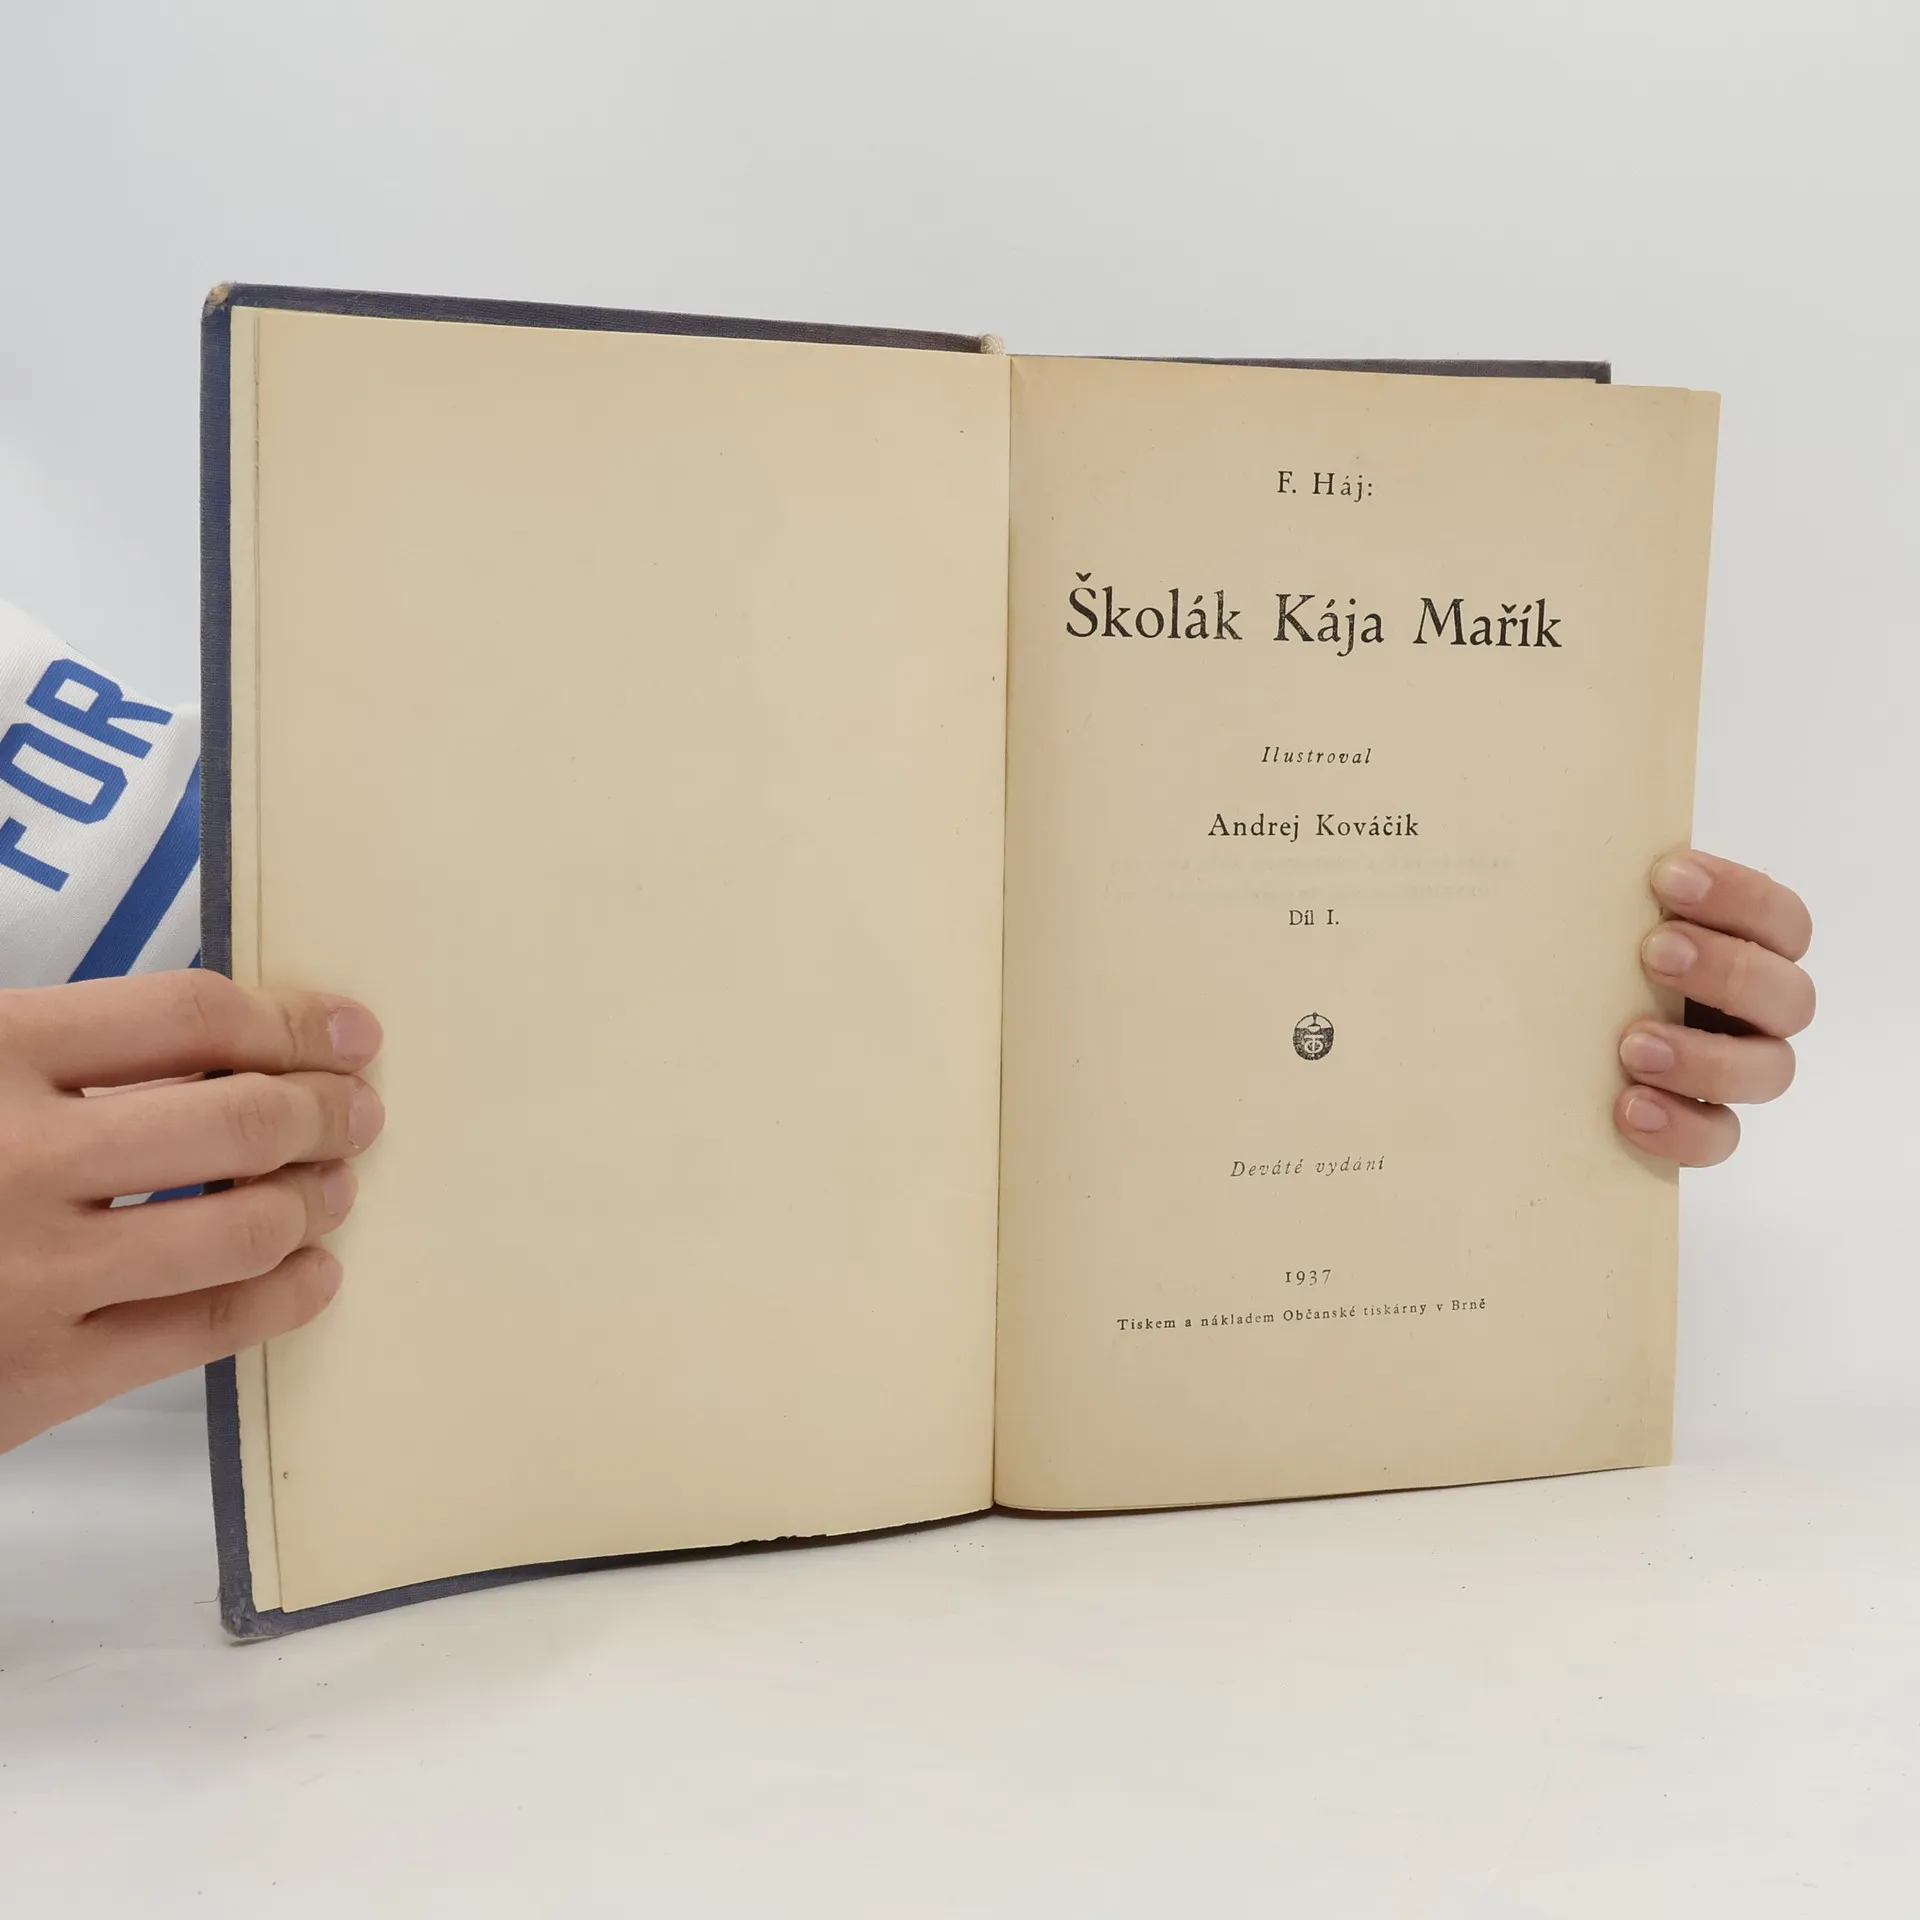 FOR
F. Háj:
Školák Kája Mařík
Ilustroval
Andrej Kováčik
Díl I.
Deváté vydání
1937
Tiskem a nákladem Občanské tiskárny v Brně